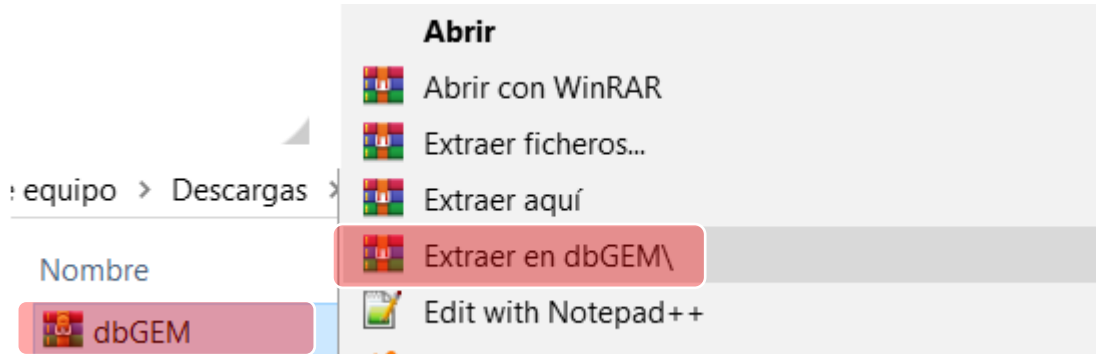 Abrir
Abrir con WinRAR
Extraer ficheros...
Extraer aquí
Extraer en dbGEM\
Edit with Notepad++
equipo > Descargas >
Nombre
dbGEM